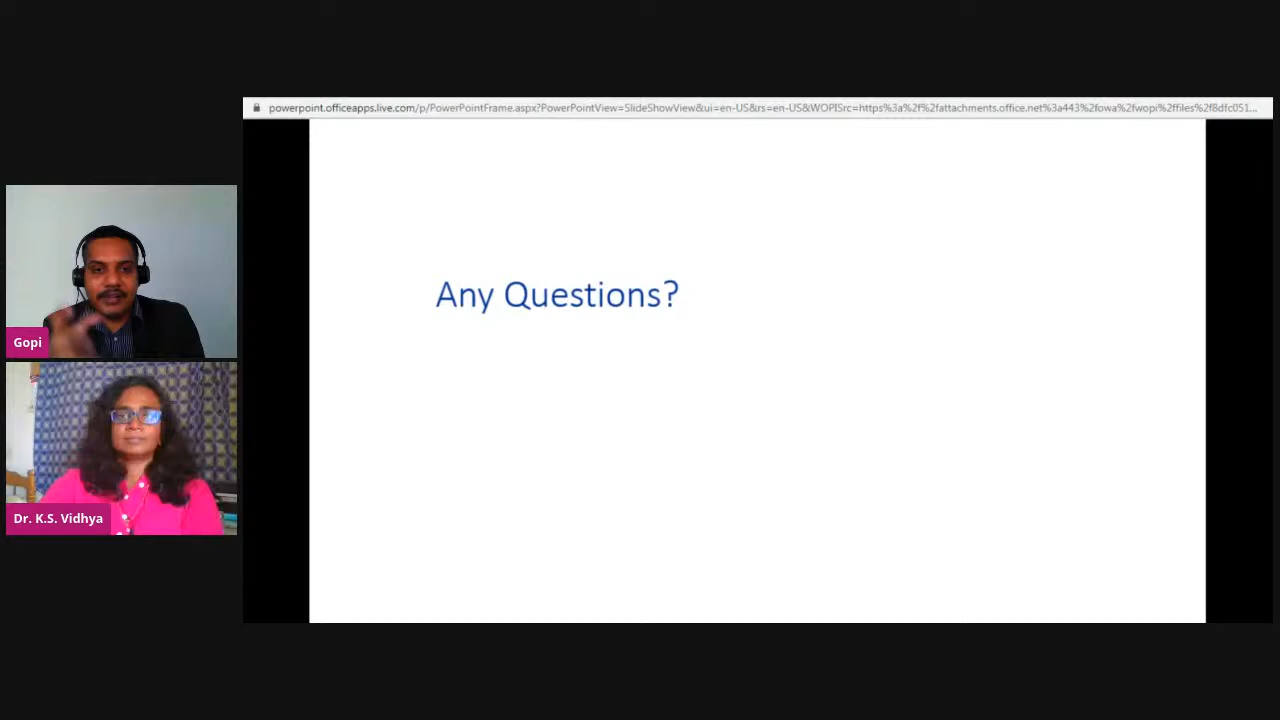 powerpoint.officeapps.live.com/p/PowerPointFrame.aspx?PowerPointView=SlideShowView&ui=en-US&rs=en-US&WOPISrc=https%3a%2f%2fattachments.office.net%3a443%2fowa%2fwopi%2ffiles%2f8dfc051...
Any Questions?
Gopi
Dr. K.S. Vidhya